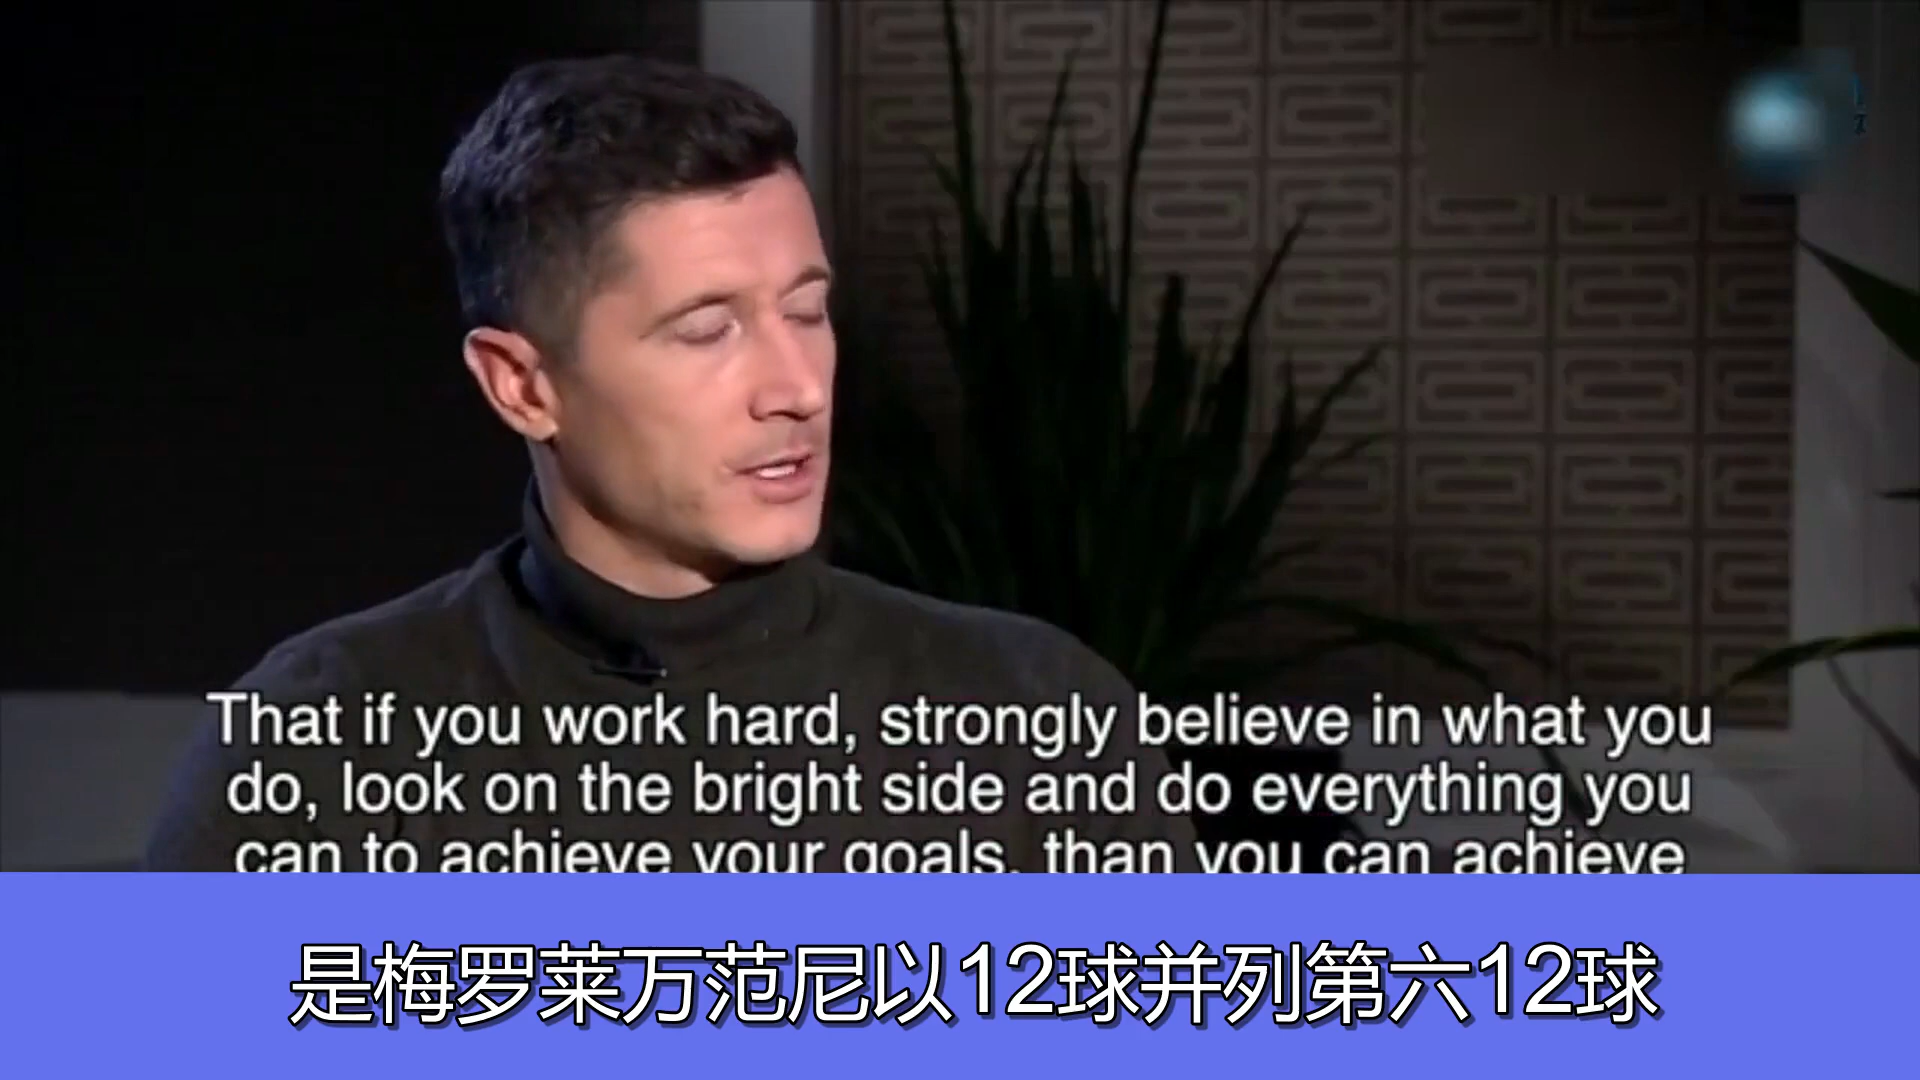 That if you work hard, strongly believe in what you
do, look on the bright side and do everything you
can to achieve your goals, than you can achieve
是梅罗莱万范尼以12球并列第六12球